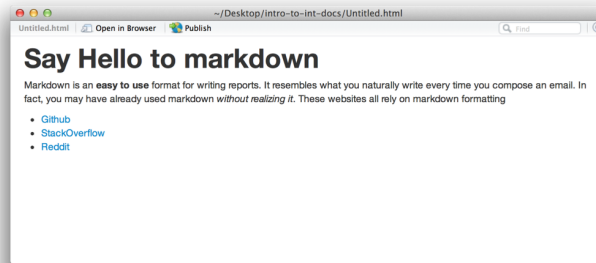 ~/Desktop/intro-to-int-docs/Untitled.html
Untitled.html Open in Browser Publish Find
Say Hello to markdown
Markdown is an easy to use format for writing reports. It resembles what you naturally write every time you compose an email. In
fact, you may have already used markdown without realizing it. These websites all rely on markdown formatting
Github
StackOverflow
Reddit